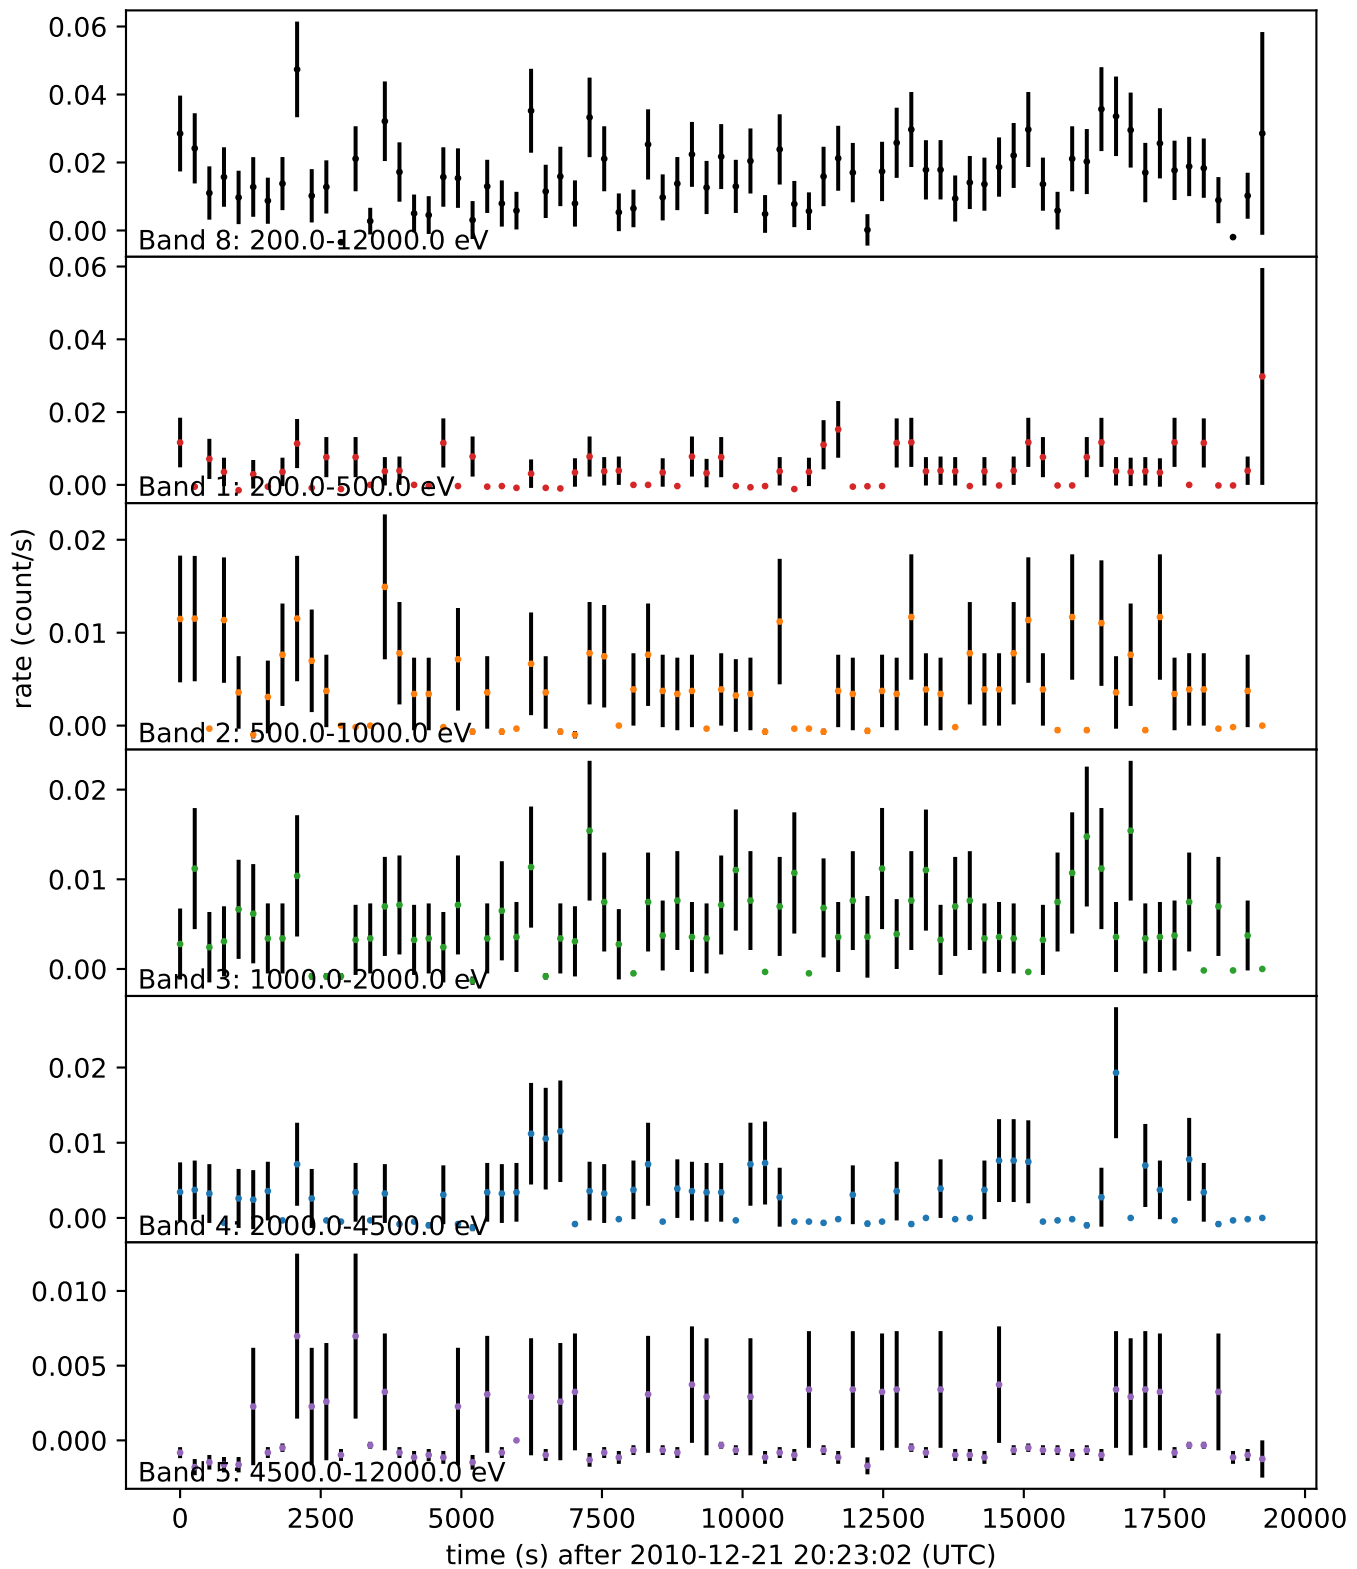 0.06
0.04
0.02
0.00
Band 8: 200.0-12000.0 eV
0.06
0.04
0.02
0.00
Band 1: 200.0-500.0 eV
rate (count/s)
0.02
0.01
0.00
Band 2: 500.0-1000.0 eV
0.02
0.01
0.00
Band 3: 1000.0-2000.0 eV
0.02
0.01
0.00
Band 4: 2000.0-4500.0 eV
0.010
0.005
0.000
Band 5: 4500.0-12000.0 eV
0 2500 5000 7500 10000 12500 15000 17500 20000
time (s) after 2010-12-21 20:23:02 (UTC)